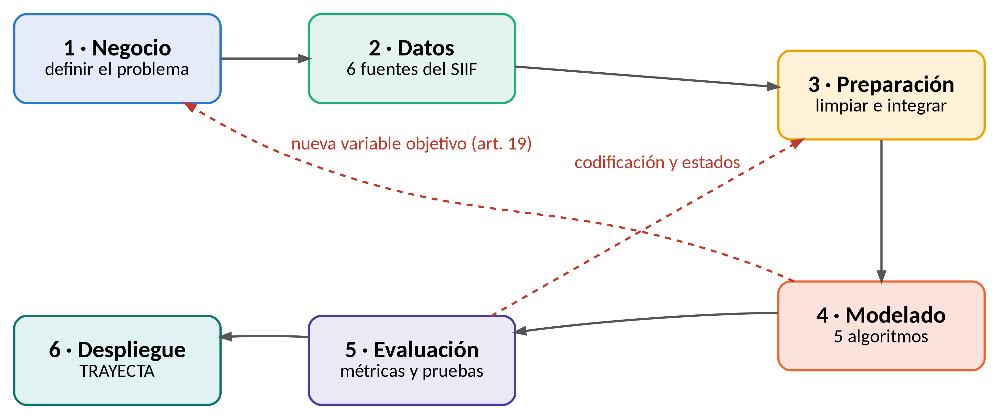 1 · Negocio
definir el problema
2 · Datos
6 fuentes del SIIF
3 · Preparación
limpiar e integrar
nueva variable objetivo (art. 19)
codificación y estados
4 · Modelado
5 algoritmos
5 · Evaluación
métricas y pruebas
6 · Despliegue
TRAYECTA